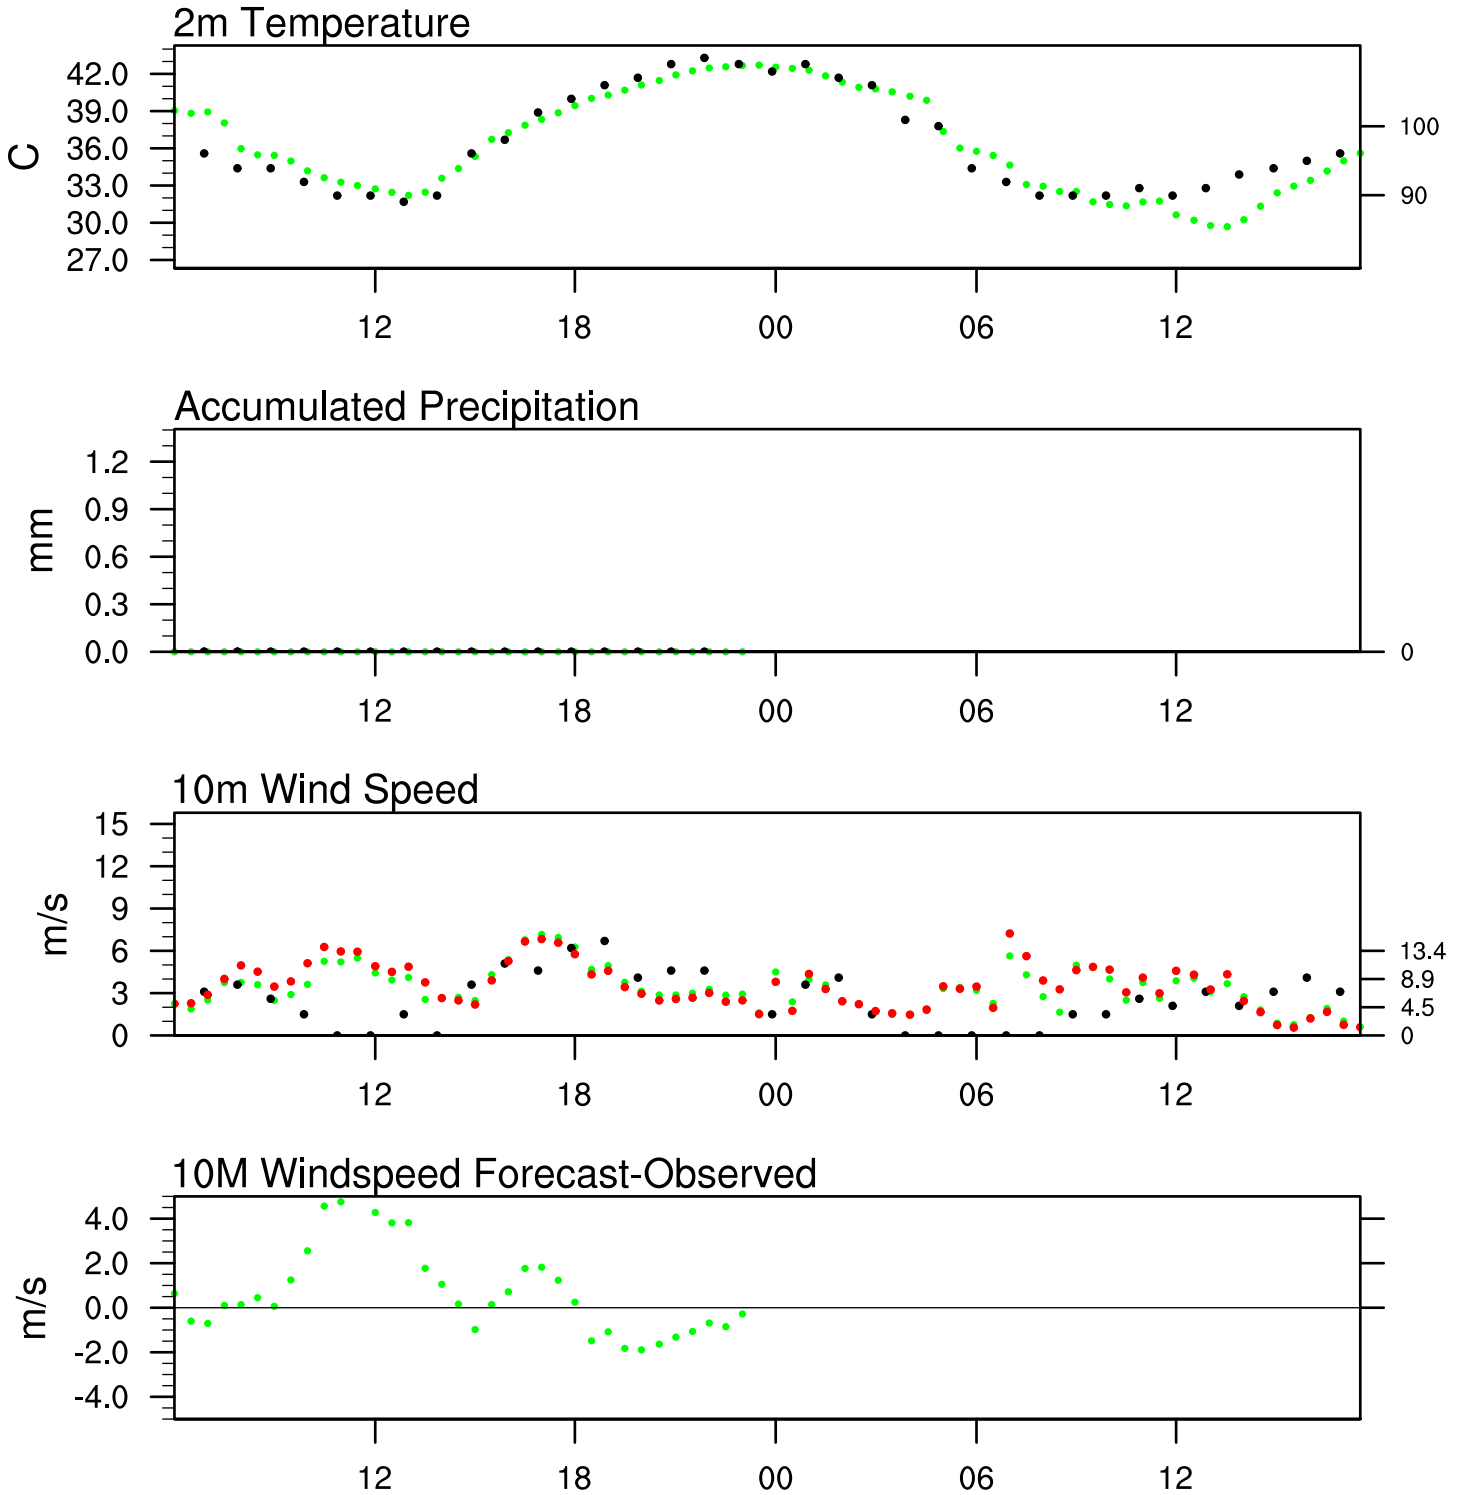 2m Temperature
42.0
39.0
36.0
33.0
30.0
27.0
C
100
90
12 18 00 06 12
Accumulated Precipitation
1.2
0.9
0.6
0.3
0.0
mm
0
12 18 00 06 12
10m Wind Speed
15
12
9
6
3
0
m/s
13.4
8.9
4.5
0
12 18 00 06 12
10M Windspeed Forecast-Observed
4.0
2.0
0.0
-2.0
-4.0
m/s
12 18 00 06 12